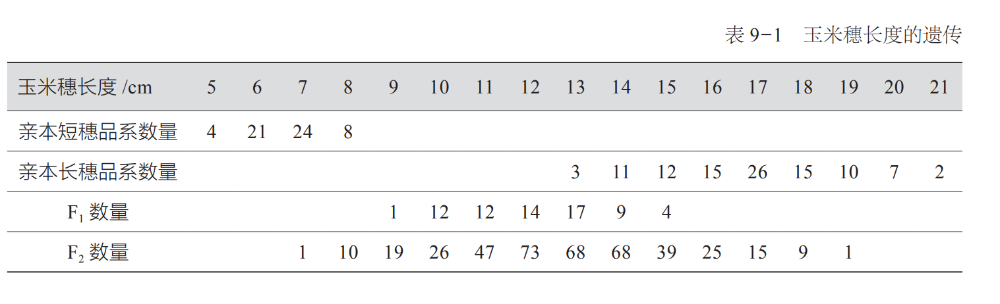 表 9-1　玉米穗长度的遗传
玉米穗长度 /cm 5 6 7 8 9 10 11 12 13 14 15 16 17 18 19 20 21
亲本短穗品系数量 4 21 24 8
亲本长穗品系数量 3 11 12 15 26 15 10 7 2
F1 数量 1 12 12 14 17 9 4
F2 数量 1 10 19 26 47 73 68 68 39 25 15 9 1